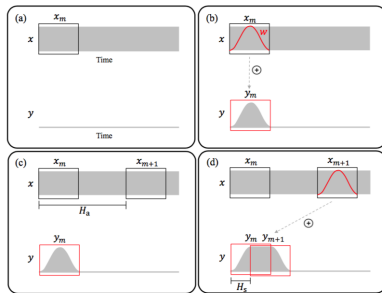 (a)
x_m
x
Time
y
Time
(b)
x_m
x
w
+
y_m
y
(c)
x_m
x_{m+1}
x
H_a
y_m
y
(d)
x_m
x_{m+1}
x
+
y_m y_{m+1}
y
H_s